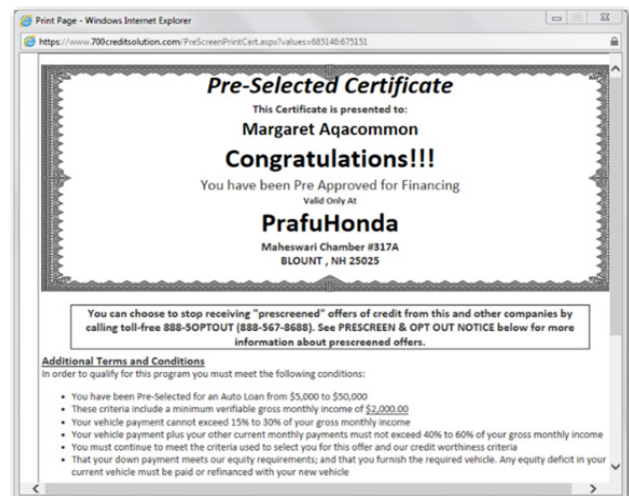 Print Page - Windows Internet Explorer
https://www.700creditsolution.com/PreScreenPrintCert.aspx?values=685146:675151
Pre-Selected Certificate
This Certificate is presented to:
Margaret Aqacommon
Congratulations!!!
You have been Pre Approved for Financing
Valid Only At
PrafuHonda
Maheswari Chamber #317A
BLOUNT , NH 25025
You can choose to stop receiving "prescreened" offers of credit from this and other companies by
calling toll-free 888-5OPTOUT (888-567-8688). See PRESCREEN & OPT OUT NOTICE below for more
information about prescreened offers.
Additional Terms and Conditions
In order to qualify for this program you must meet the following conditions:
• You have been Pre-Selected for an Auto Loan from $5,000 to $50,000
• These criteria include a minimum verifiable gross monthly income of $2,000.00
• Your vehicle payment cannot exceed 15% to 30% of your gross monthly income
• Your vehicle payment plus your other current monthly payments must not exceed 40% to 60% of your gross monthly income
• You must continue to meet the criteria used to select you for this offer and our credit worthiness criteria
• That your down payment meets our equity requirements; and that you furnish the required vehicle. Any equity deficit in your
current vehicle must be paid or refinanced with your new vehicle